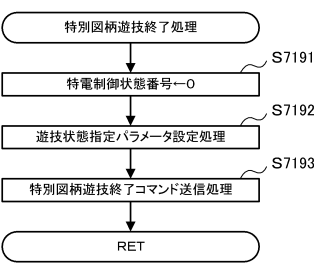 特別図柄遊技終了処理
S7191
特電制御状態番号←0
S7192
遊技状態指定パラメータ設定処理
S7193
特別図柄遊技終了コマンド送信処理
RET